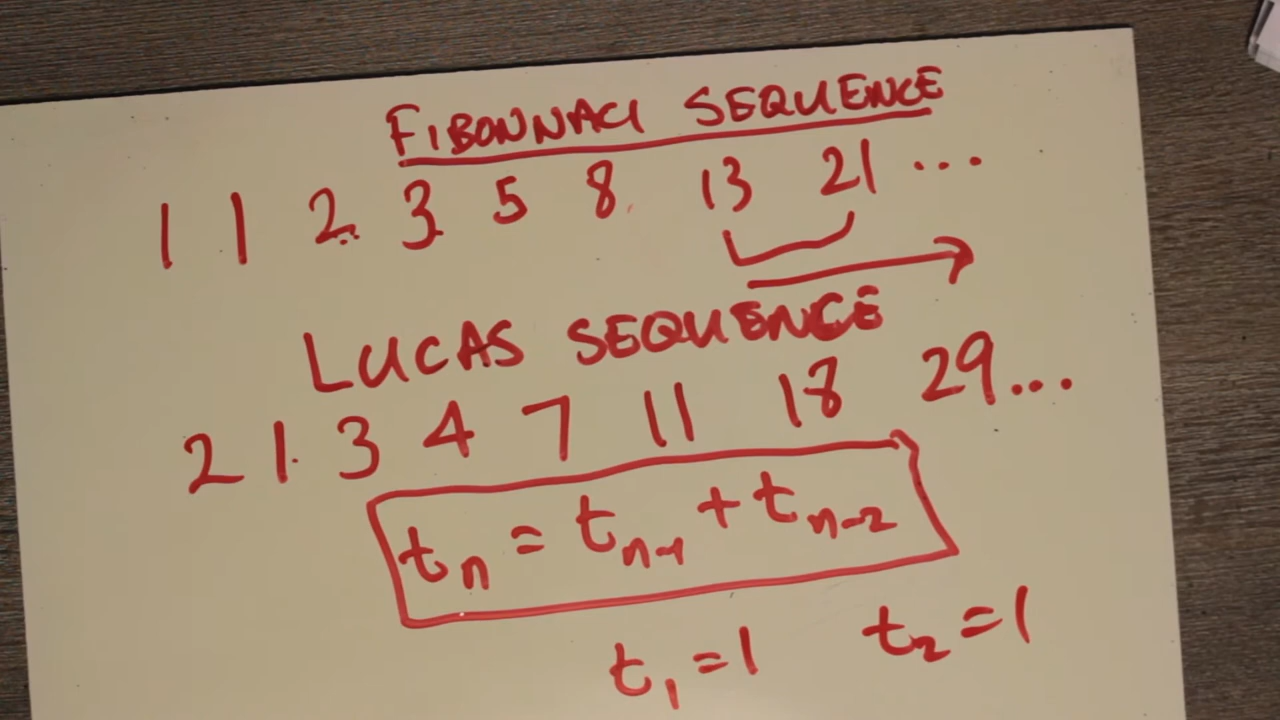 FIBONNACI SEQUENCE
1 1 2 3 5 8 13 21 ...
LUCAS SEQUENCE
2 1 3 4 7 11 18 29...
tₙ = tₙ₋₁ + tₙ₋₂
t₁ = 1 t₂ = 1